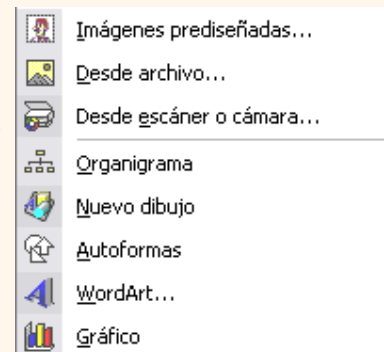 Imágenes prediseñadas...
Desde archivo...
Desde escáner o cámara...
Organigrama
Nuevo dibujo
Autoformas
WordArt...
Gráfico